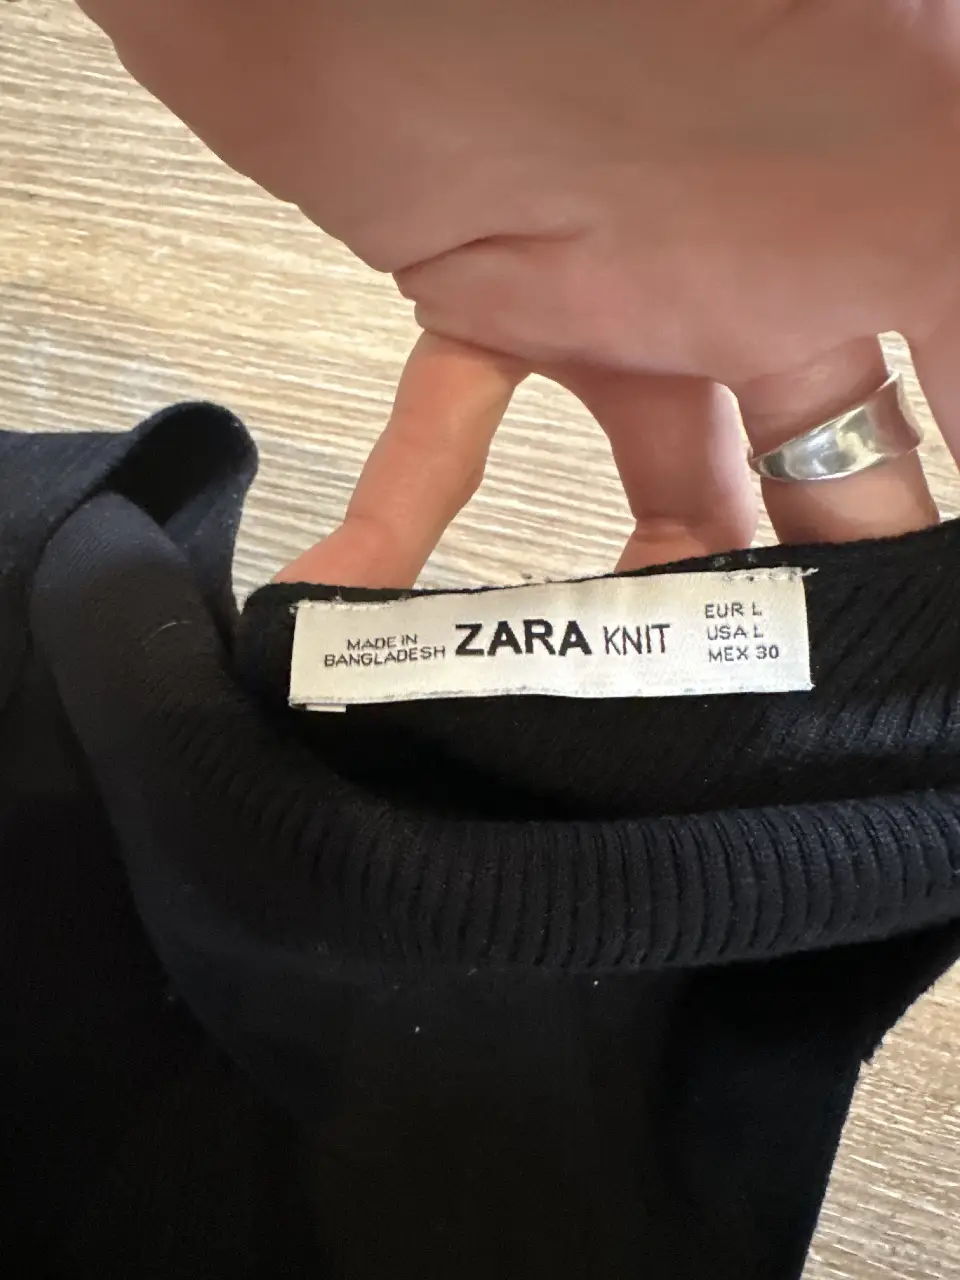 MADE IN
BANGLADESH
ZARA KNIT
EUR L
USA L
MEX 30